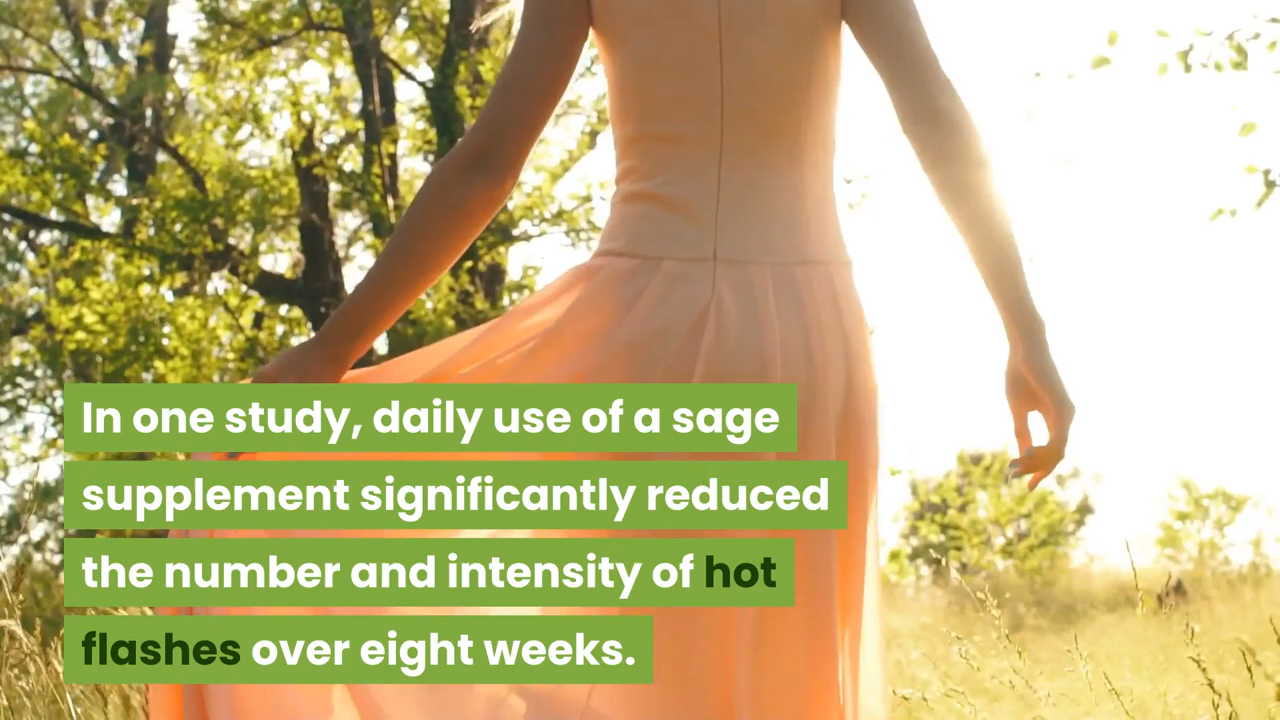 In one study, daily use of a sage
supplement significantly reduced
the number and intensity of hot
flashes over eight weeks.